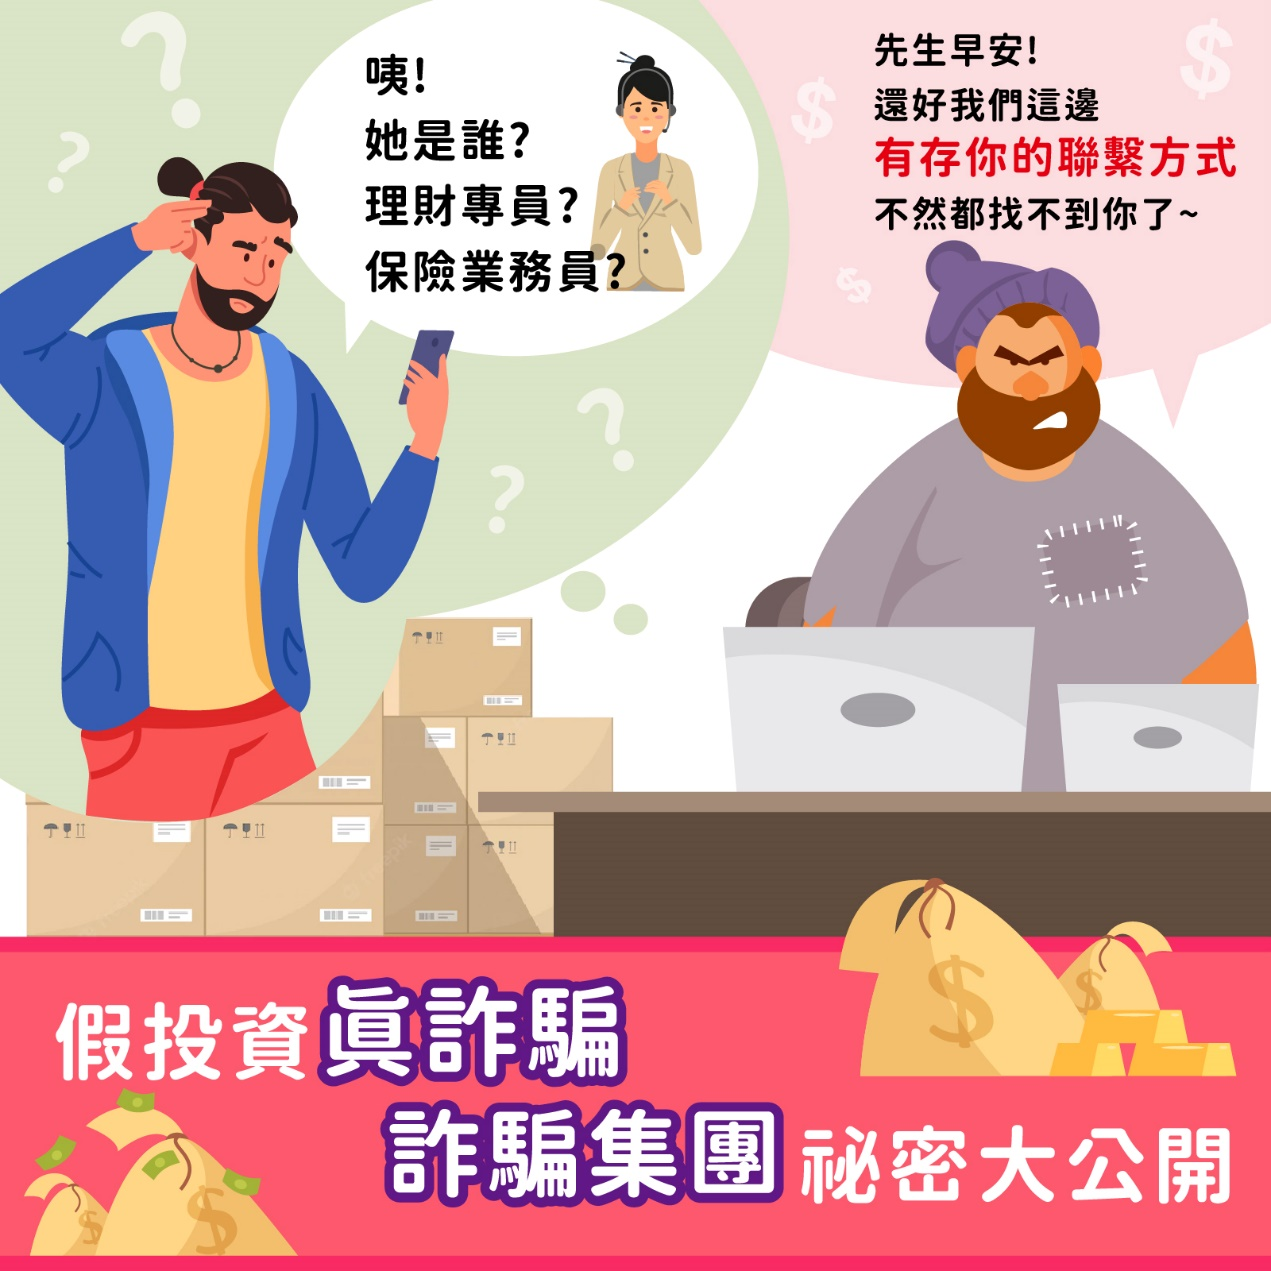 咦!
她是誰?
理財專員?
保險業務員?
先生早安!
還好我們這邊
有存你的聯繫方式
不然都找不到你了~
假投資真詐騙
詐騙集團祕密大公開